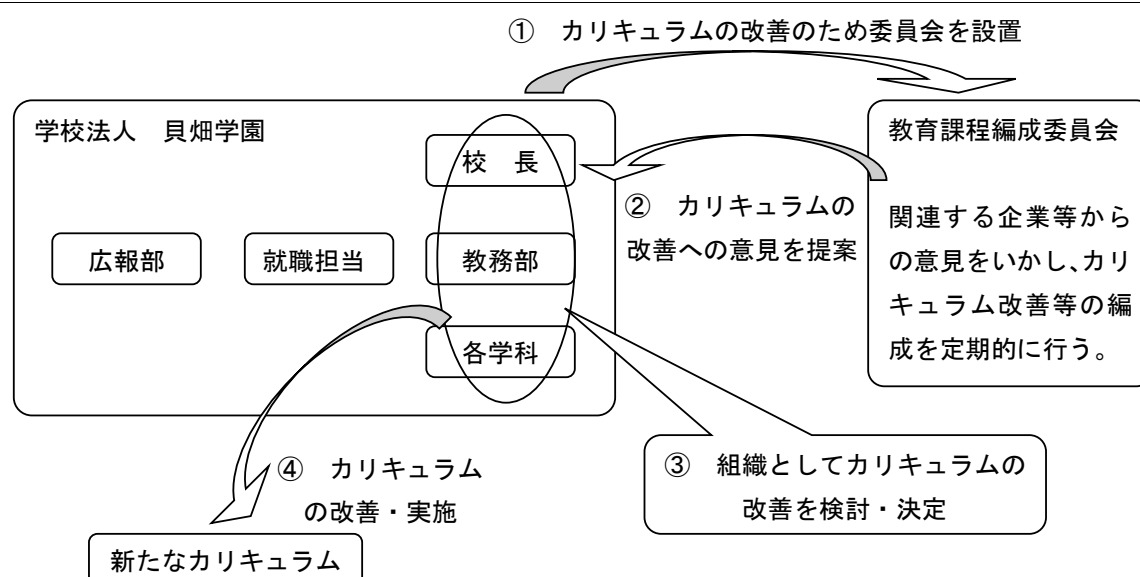 ① カリキュラムの改善のため委員会を設置
学校法人 貝畑学園
校 長
広報部
就職担当
教務部
各学科
② カリキュラムの
改善への意見を提案
教育課程編成委員会
関連する企業等から
の意見をいかし、カリ
キュラム改善等の編
成を定期的に行う。
③ 組織としてカリキュラムの
改善を検討・決定
④ カリキュラム
の改善・実施
新たなカリキュラム